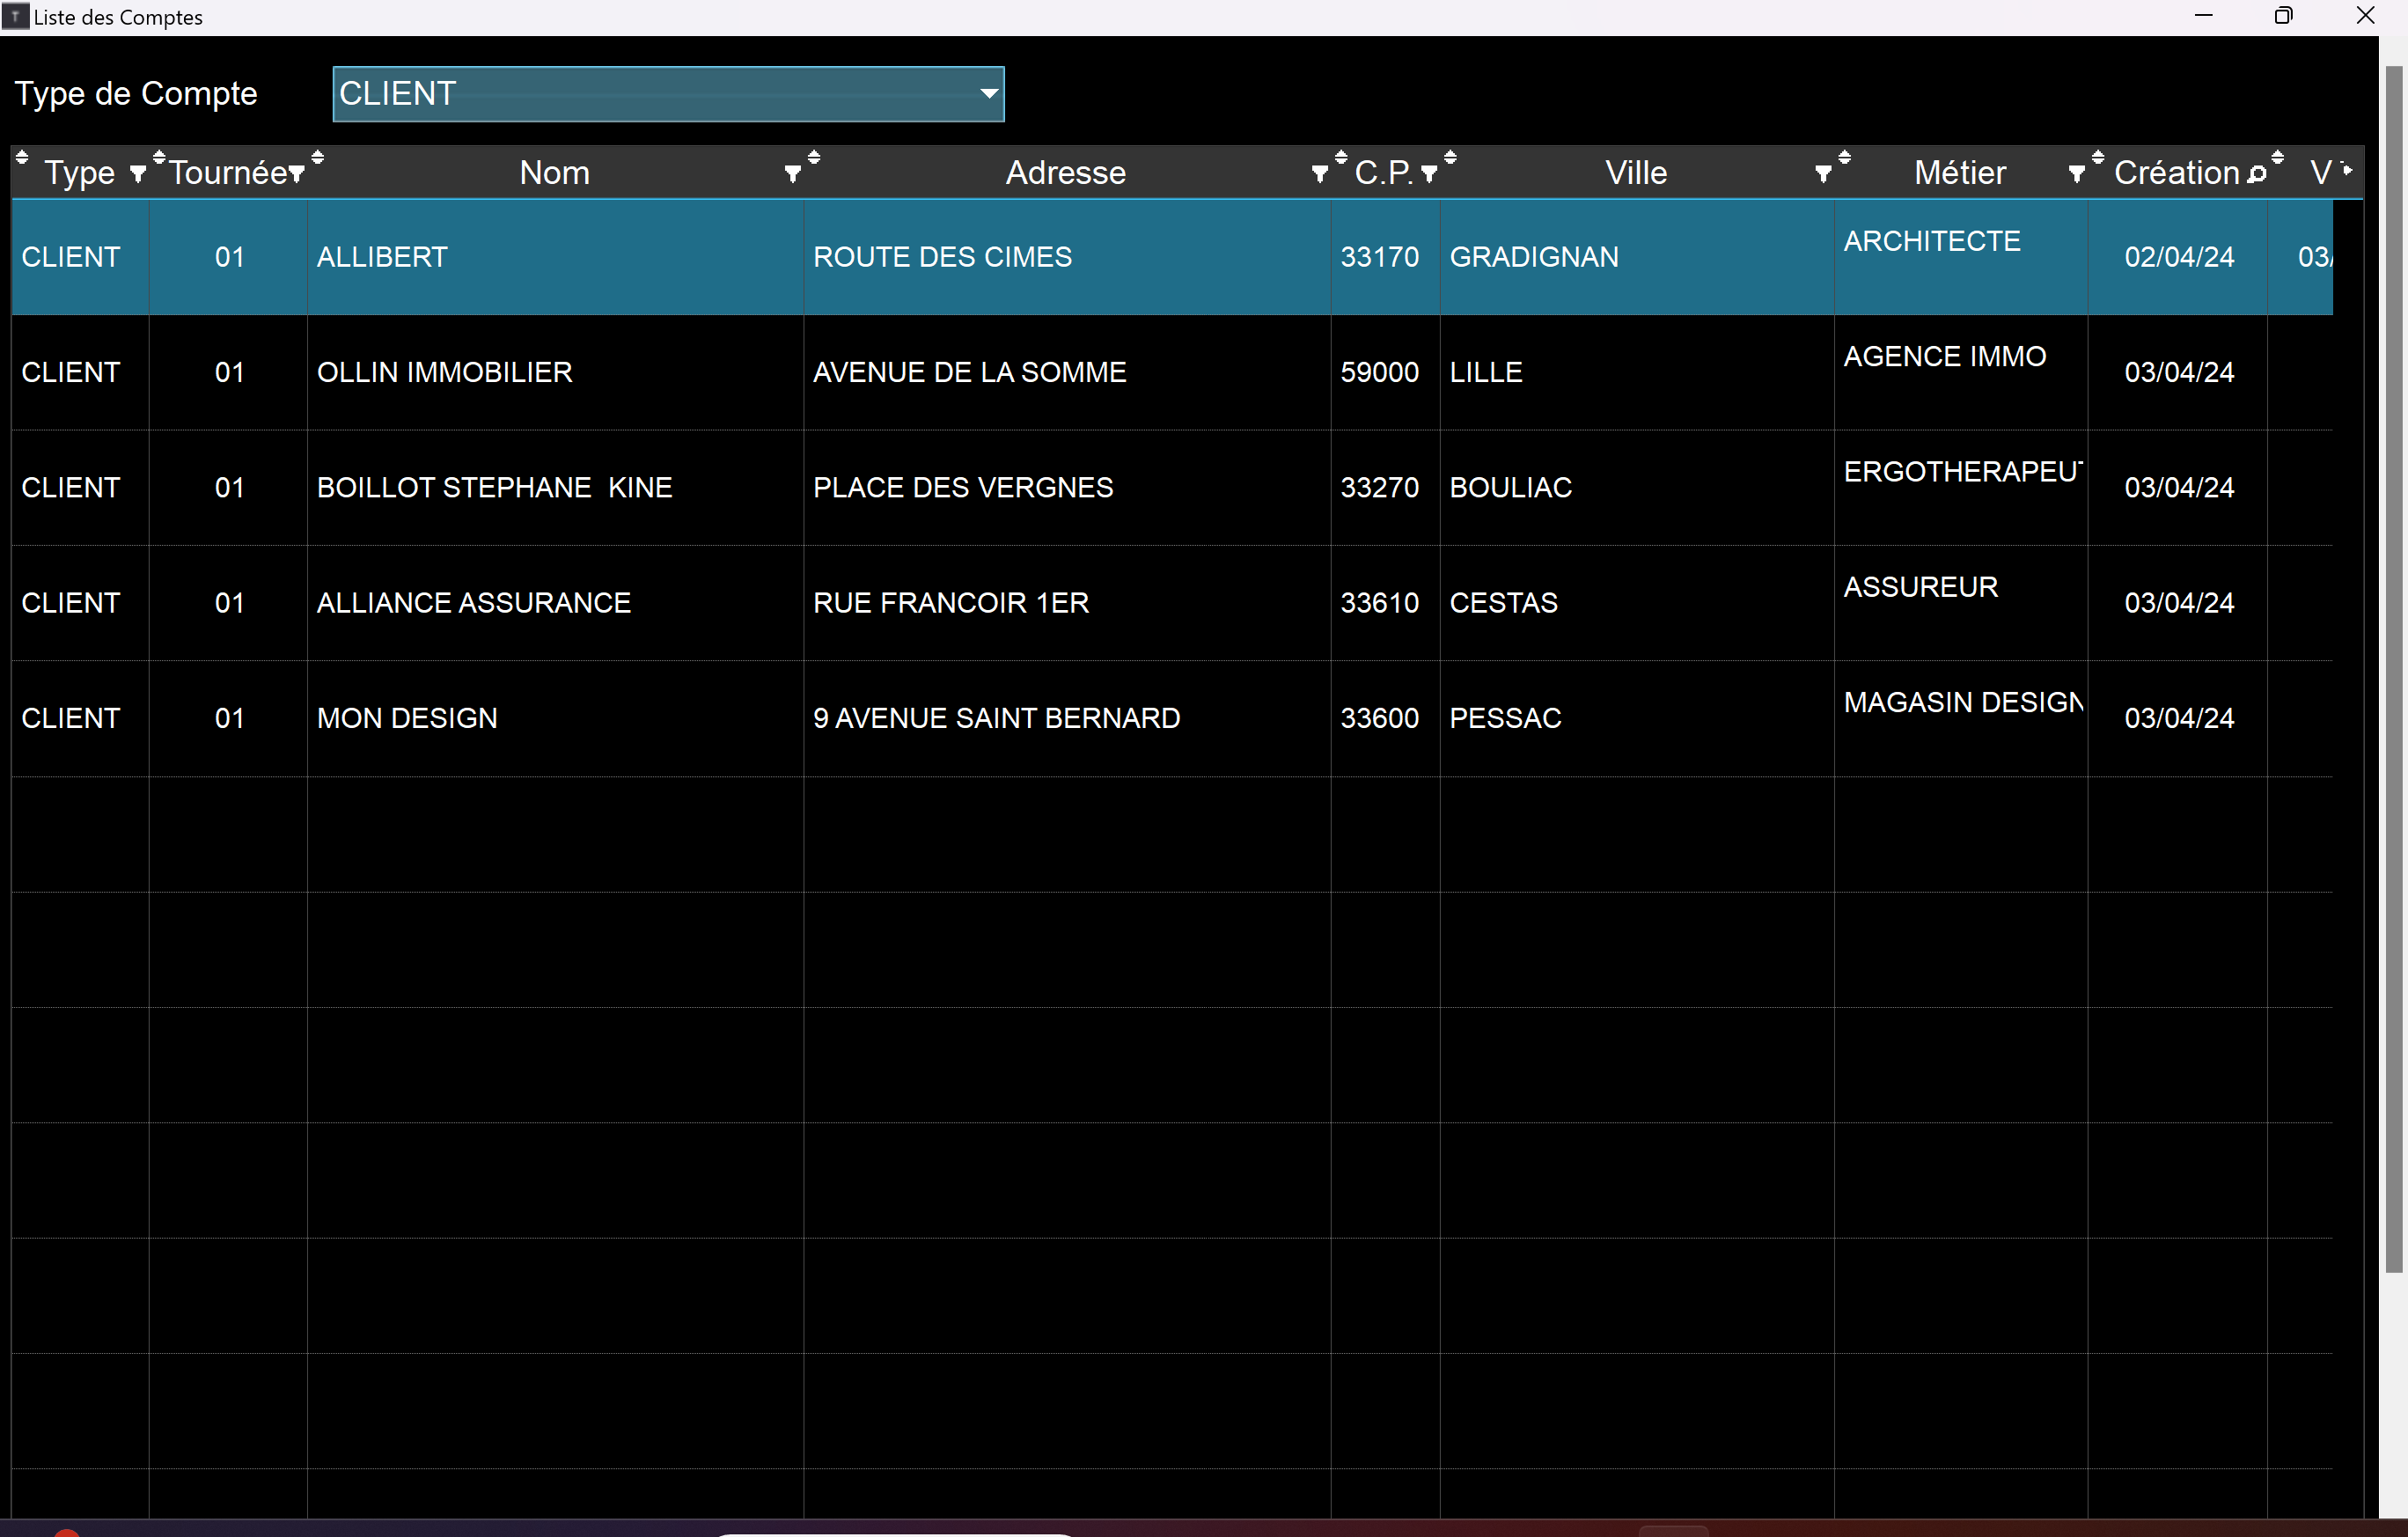 Liste des Comptes
Type de Compte CLIENT
Type Tournée Nom Adresse C.P. Ville Métier Création V
CLIENT 01 ALLIBERT ROUTE DES CIMES 33170 GRADIGNAN ARCHITECTE 02/04/24 03/
CLIENT 01 OLLIN IMMOBILIER AVENUE DE LA SOMME 59000 LILLE AGENCE IMMO 03/04/24
CLIENT 01 BOILLOT STEPHANE  KINE PLACE DES VERGNES 33270 BOULIAC ERGOTHERAPEUT 03/04/24
CLIENT 01 ALLIANCE ASSURANCE RUE FRANCOIR 1ER 33610 CESTAS ASSUREUR 03/04/24
CLIENT 01 MON DESIGN 9 AVENUE SAINT BERNARD 33600 PESSAC MAGASIN DESIGN 03/04/24